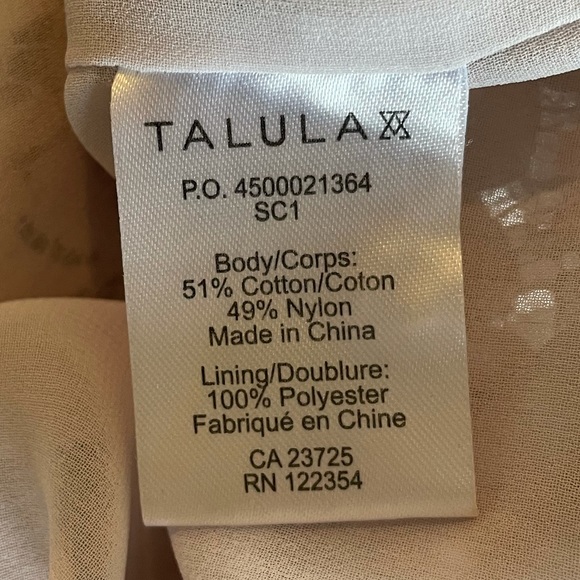 TALULA
P.O. 4500021364
SC1
Body/Corps:
51% Cotton/Coton
49% Nylon
Made in China
Lining/Doublure:
100% Polyester
Fabriqué en Chine
CA 23725
RN 122354